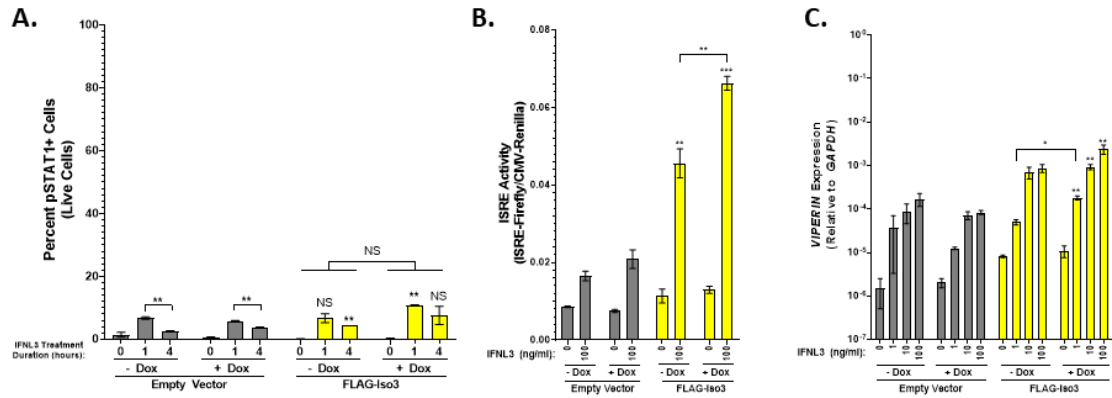 A.
Percent pSTAT1+ Cells
(Live Cells)
100
80
60
40
20
0
**
**
NS
NS
**
**
NS
IFNL3 Treatment
Duration (hours):
0 1 4 0 1 4 0 1 4 0 1 4
- Dox + Dox - Dox + Dox
Empty Vector FLAG-Iso3
B.
ISRE Activity
(ISRE-Firefly/CMV-Renilla)
0.08
0.06
0.04
0.02
0.00
**
**
***
IFNL3 (ng/ml):
0 100 0 100 0 100 0 100
- Dox + Dox - Dox + Dox
Empty Vector FLAG-Iso3
C.
VIPERIN Expression
(Relative to GAPDH)
10⁰
10⁻¹
10⁻²
10⁻³
10⁻⁴
10⁻⁵
10⁻⁶
10⁻⁷
*
**
**
**
IFNL3 (ng/ml):
0 1 10 100 0 1 10 100 0 1 10 100 0 1 10 100
- Dox + Dox - Dox + Dox
Empty Vector FLAG-Iso3